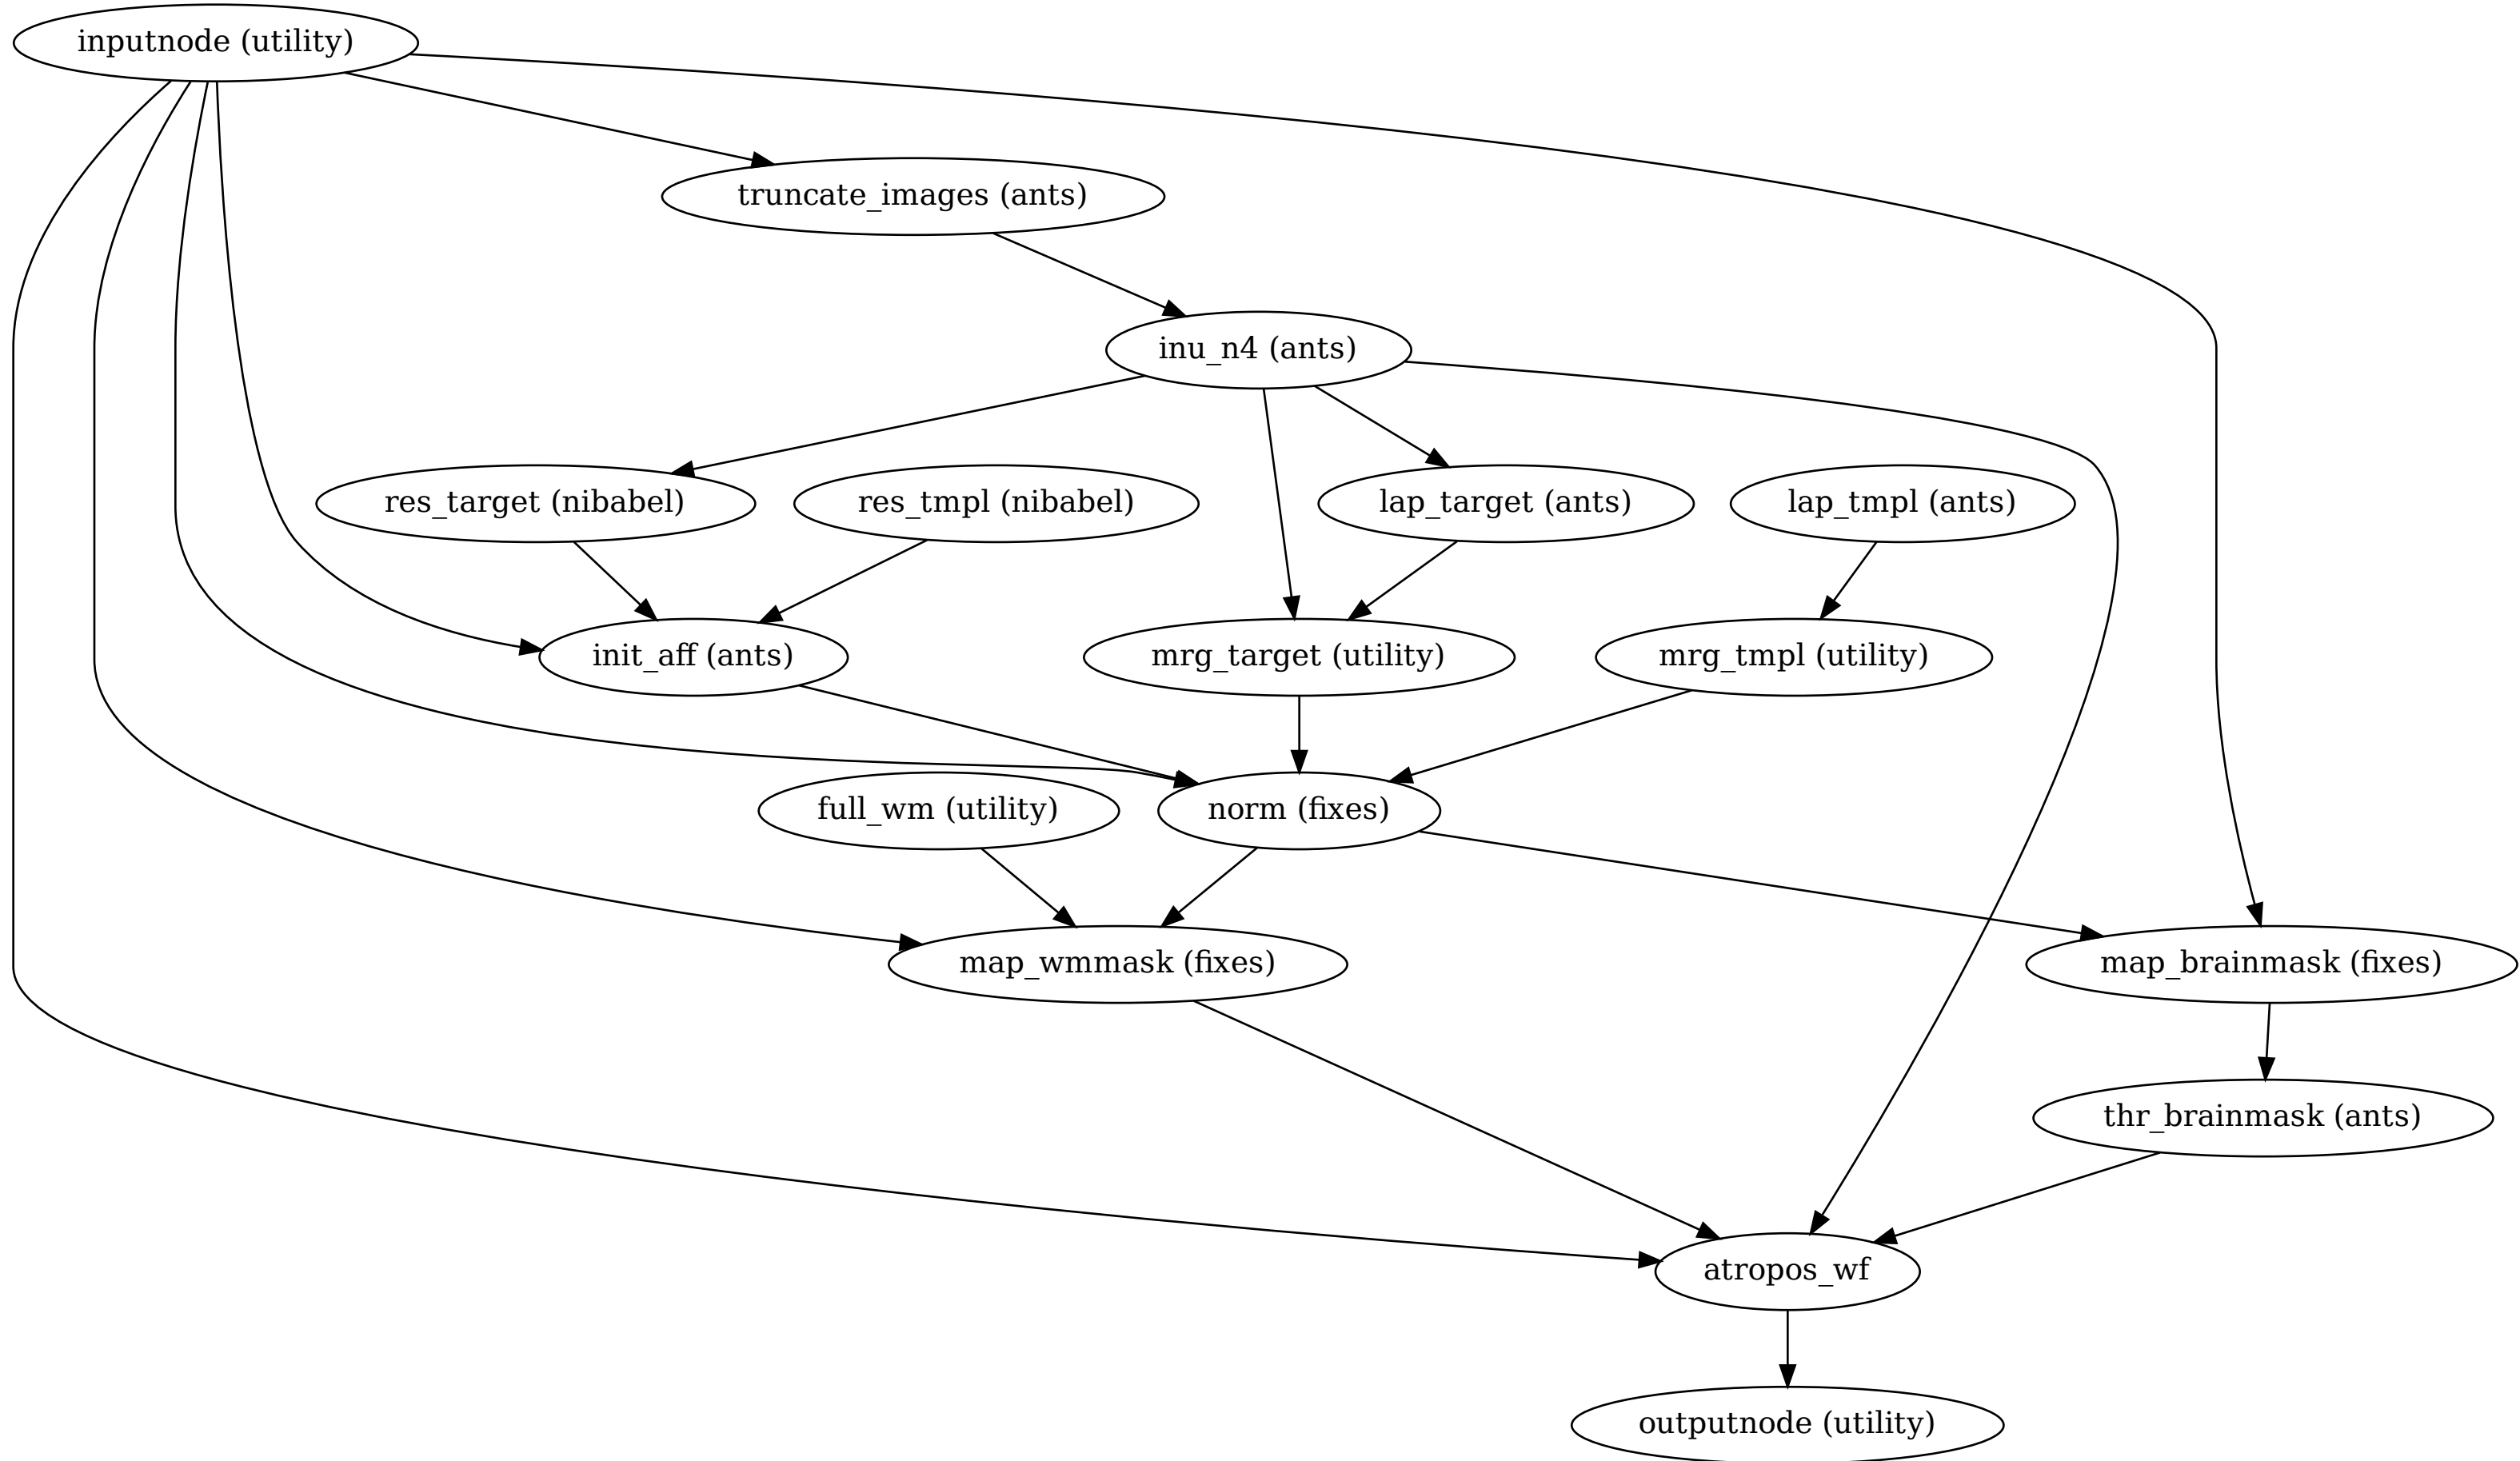 inputnode (utility)
truncate_images (ants)
inu_n4 (ants)
res_target (nibabel)
res_tmpl (nibabel)
lap_target (ants)
lap_tmpl (ants)
init_aff (ants)
mrg_target (utility)
mrg_tmpl (utility)
full_wm (utility)
norm (fixes)
map_wmmask (fixes)
map_brainmask (fixes)
thr_brainmask (ants)
atropos_wf
outputnode (utility)